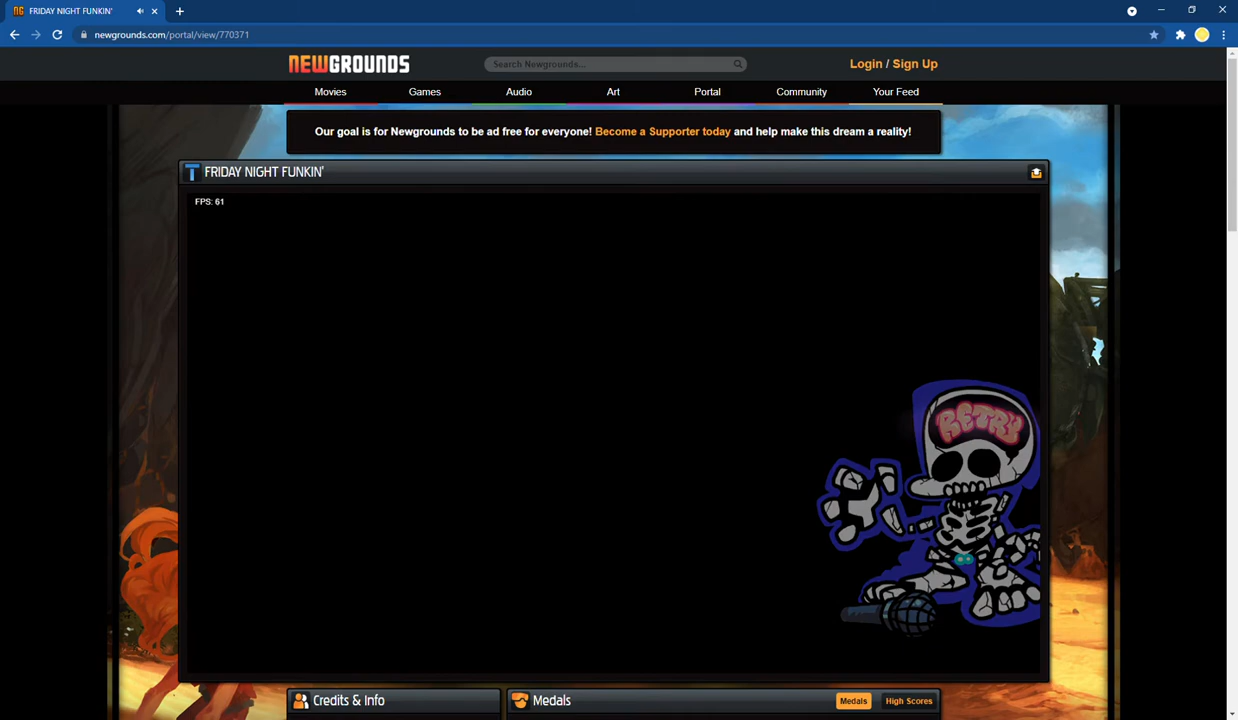 FRIDAY NIGHT FUNKIN'
newgrounds.com/portal/view/770371
NEWGROUNDS
Search Newgrounds...
Login / Sign Up
Movies Games Audio Art Portal Community Your Feed
Our goal is for Newgrounds to be ad free for everyone! Become a Supporter today and help make this dream a reality!
FRIDAY NIGHT FUNKIN'
FPS: 61
RETRY
Credits & Info
Medals
Medals
High Scores